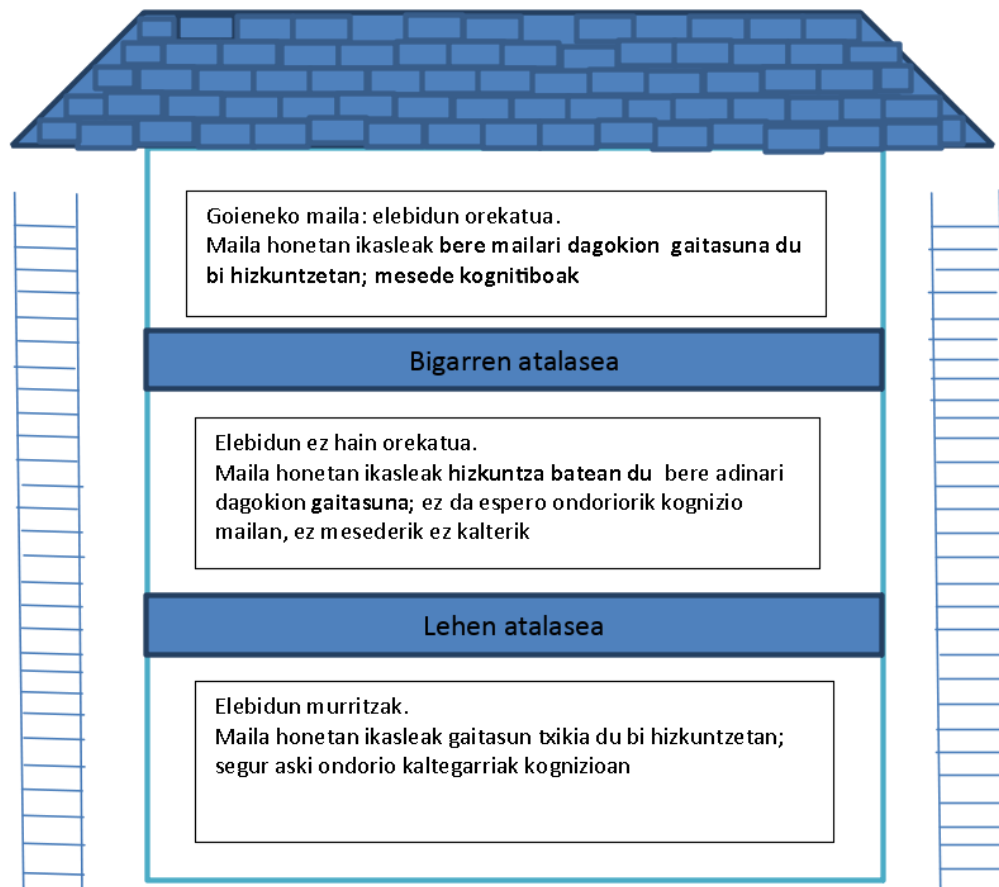 Goieneko maila: elebidun orekatua.
Maila honetan ikasleak bere mailari dagokion gaitasuna du
bi hizkuntzetan; mesede kognitiboak
Bigarren atalasea
Elebidun ez hain orekatua.
Maila honetan ikasleak hizkuntza batean du bere adinari
dagokion gaitasuna; ez da espero ondoriorik kognizio
mailan, ez mesederik ez kalterik
Lehen atalasea
Elebidun murritzak.
Maila honetan ikasleak gaitasun txikia du bi hizkuntzetan;
segur aski ondorio kaltegarriak kognizioan